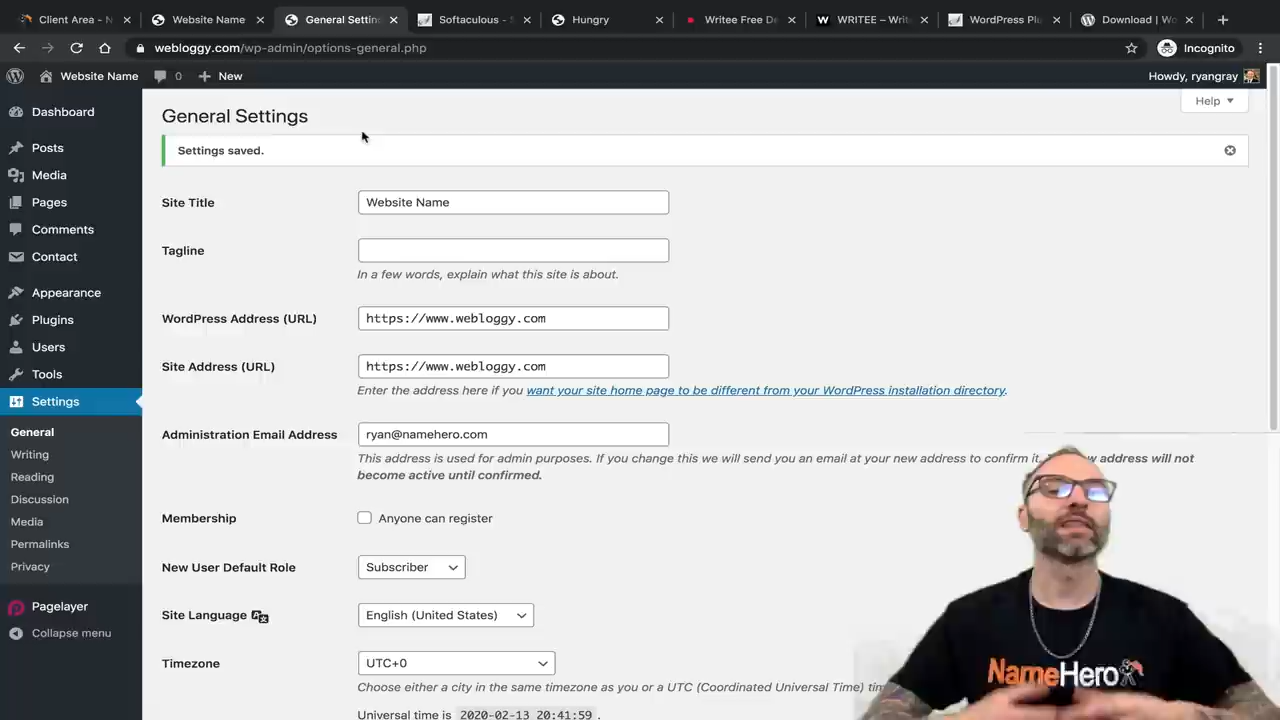 Client Area - N
Website Name
General Settin
Softaculous - S
Hungry
Writee Free De
WRITEE – Writ
WordPress Plu
Download | Wo
webloggy.com/wp-admin/options-general.php
Incognito
Website Name
0
New
Howdy, ryangray
Dashboard
Posts
Media
Pages
Comments
Contact
Appearance
Plugins
Users
Tools
Settings
General
Writing
Reading
Discussion
Media
Permalinks
Privacy
Pagelayer
Collapse menu
Help
General Settings
Settings saved.
Site Title
Website Name
Tagline
In a few words, explain what this site is about.
WordPress Address (URL)
https://www.webloggy.com
Site Address (URL)
https://www.webloggy.com
Enter the address here if you want your site home page to be different from your WordPress installation directory.
Administration Email Address
ryan@namehero.com
This address is used for admin purposes. If you change this we will send you an email at your new address to confirm it. address will not
become active until confirmed.
Membership
Anyone can register
New User Default Role
Subscriber
Site Language
English (United States)
Timezone
UTC+0
Choose either a city in the same timezone as you or a UTC (Coordinated Universal Time) tim
Universal time is 2020-02-13 20:41:59 .
NameHero